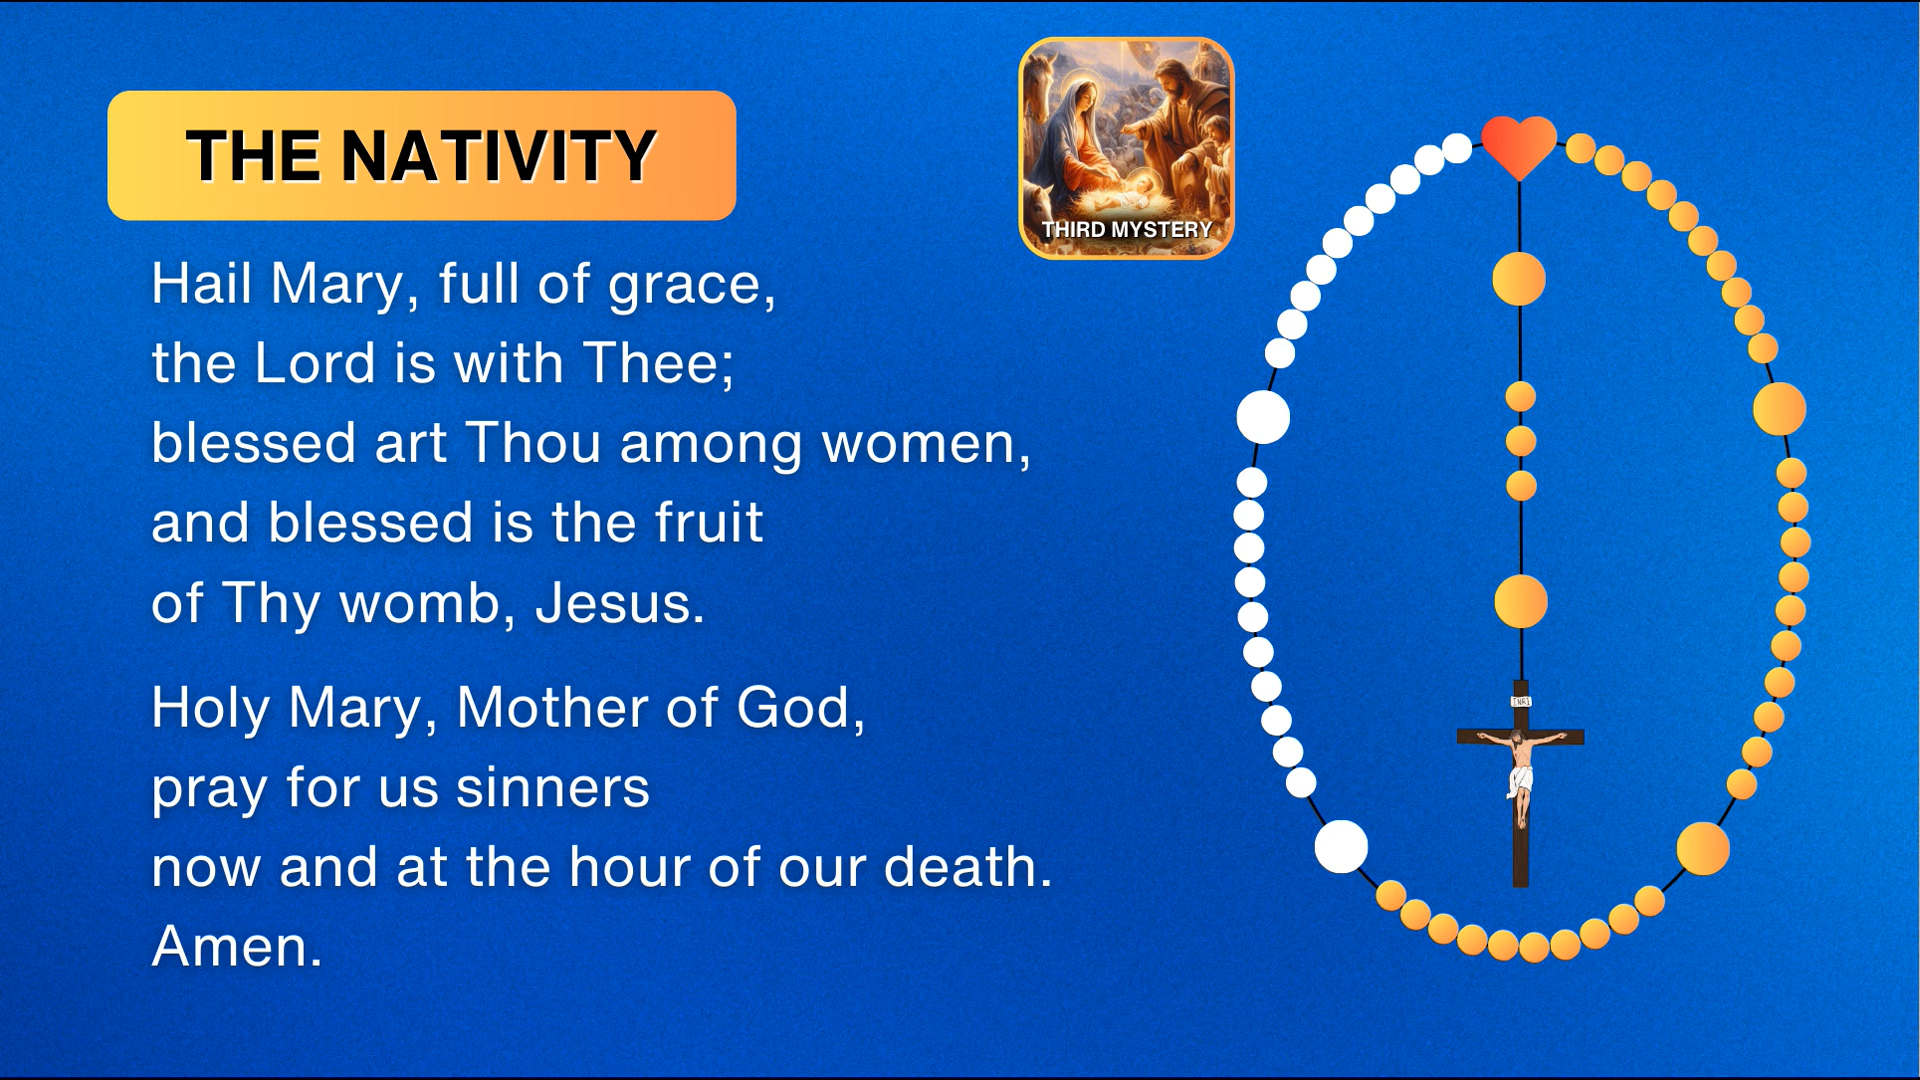 THE NATIVITY
Hail Mary, full of grace,
the Lord is with Thee;
blessed art Thou among women,
and blessed is the fruit
of Thy womb, Jesus.
Holy Mary, Mother of God,
pray for us sinners
now and at the hour of our death.
Amen.
THIRD MYSTERY
INRI